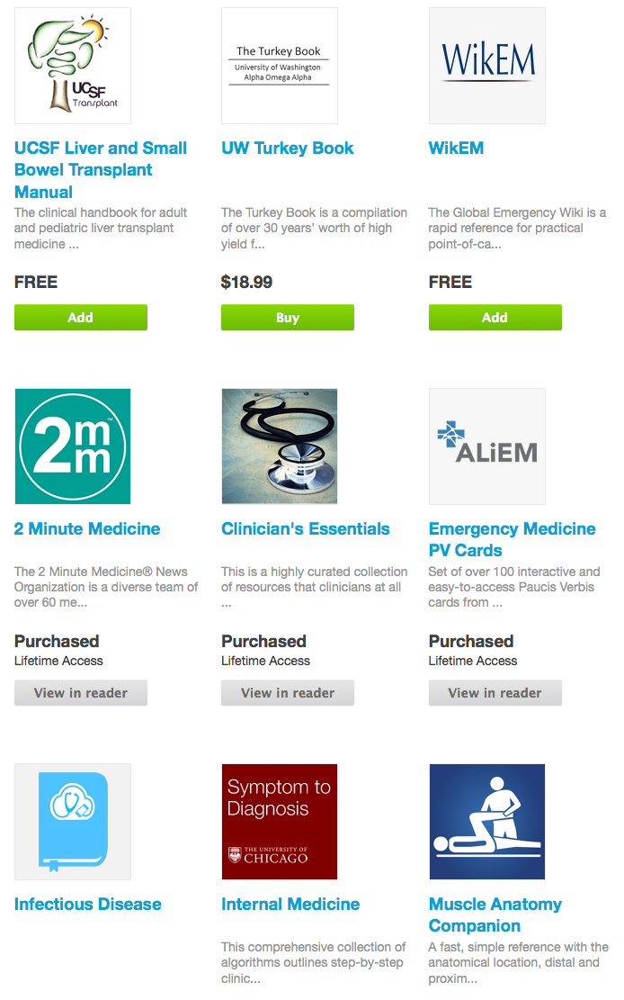 UCSF
Transplant
The Turkey Book
University of Washington
Alpha Omega Alpha
WikEM
UCSF Liver and Small
Bowel Transplant
Manual
The clinical handbook for adult
and pediatric liver transplant
medicine ...
FREE
Add
UW Turkey Book
The Turkey Book is a compilation
of over 30 years' worth of high
yield f...
$18.99
Buy
WikEM
The Global Emergency Wiki is a
rapid reference for practical
point-of-ca...
FREE
Add
2mm™
ALiEM
2 Minute Medicine
The 2 Minute Medicine® News
Organization is a diverse team of
over 60 me...
Purchased
Lifetime Access
View in reader
Clinician's Essentials
This is a highly curated collection
of resources that clinicians at all
...
Purchased
Lifetime Access
View in reader
Emergency Medicine
PV Cards
Set of over 100 interactive and
easy-to-access Paucis Verbis
cards from ...
Purchased
Lifetime Access
View in reader
Symptom to
Diagnosis
THE UNIVERSITY OF
CHICAGO
Infectious Disease
Internal Medicine
This comprehensive collection of
algorithms outlines step-by-step
clinic...
Muscle Anatomy
Companion
A fast, simple reference with the
anatomical location, distal and
proxim...